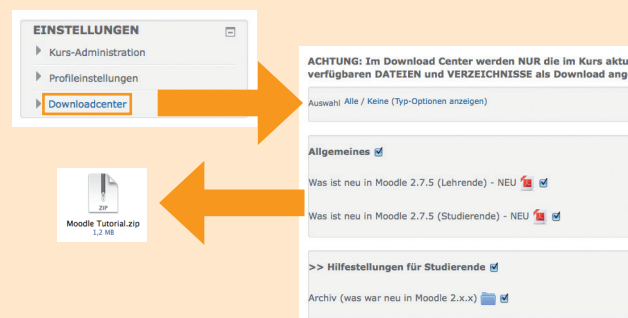 EINSTELLUNGEN
Kurs-Administration
Profileinstellungen
Downloadcenter
ACHTUNG: Im Download Center werden NUR die im Kurs aktu
verfügbaren DATEIEN und VERZEICHNISSE als Download ang
Auswahl Alle / Keine (Typ-Optionen anzeigen)
Allgemeines
Was ist neu in Moodle 2.7.5 (Lehrende) - NEU
Was ist neu in Moodle 2.7.5 (Studierende) - NEU
>> Hilfestellungen für Studierende
Archiv (was war neu in Moodle 2.x.x)
ZIP
Moodle Tutorial.zip
1,2 MB